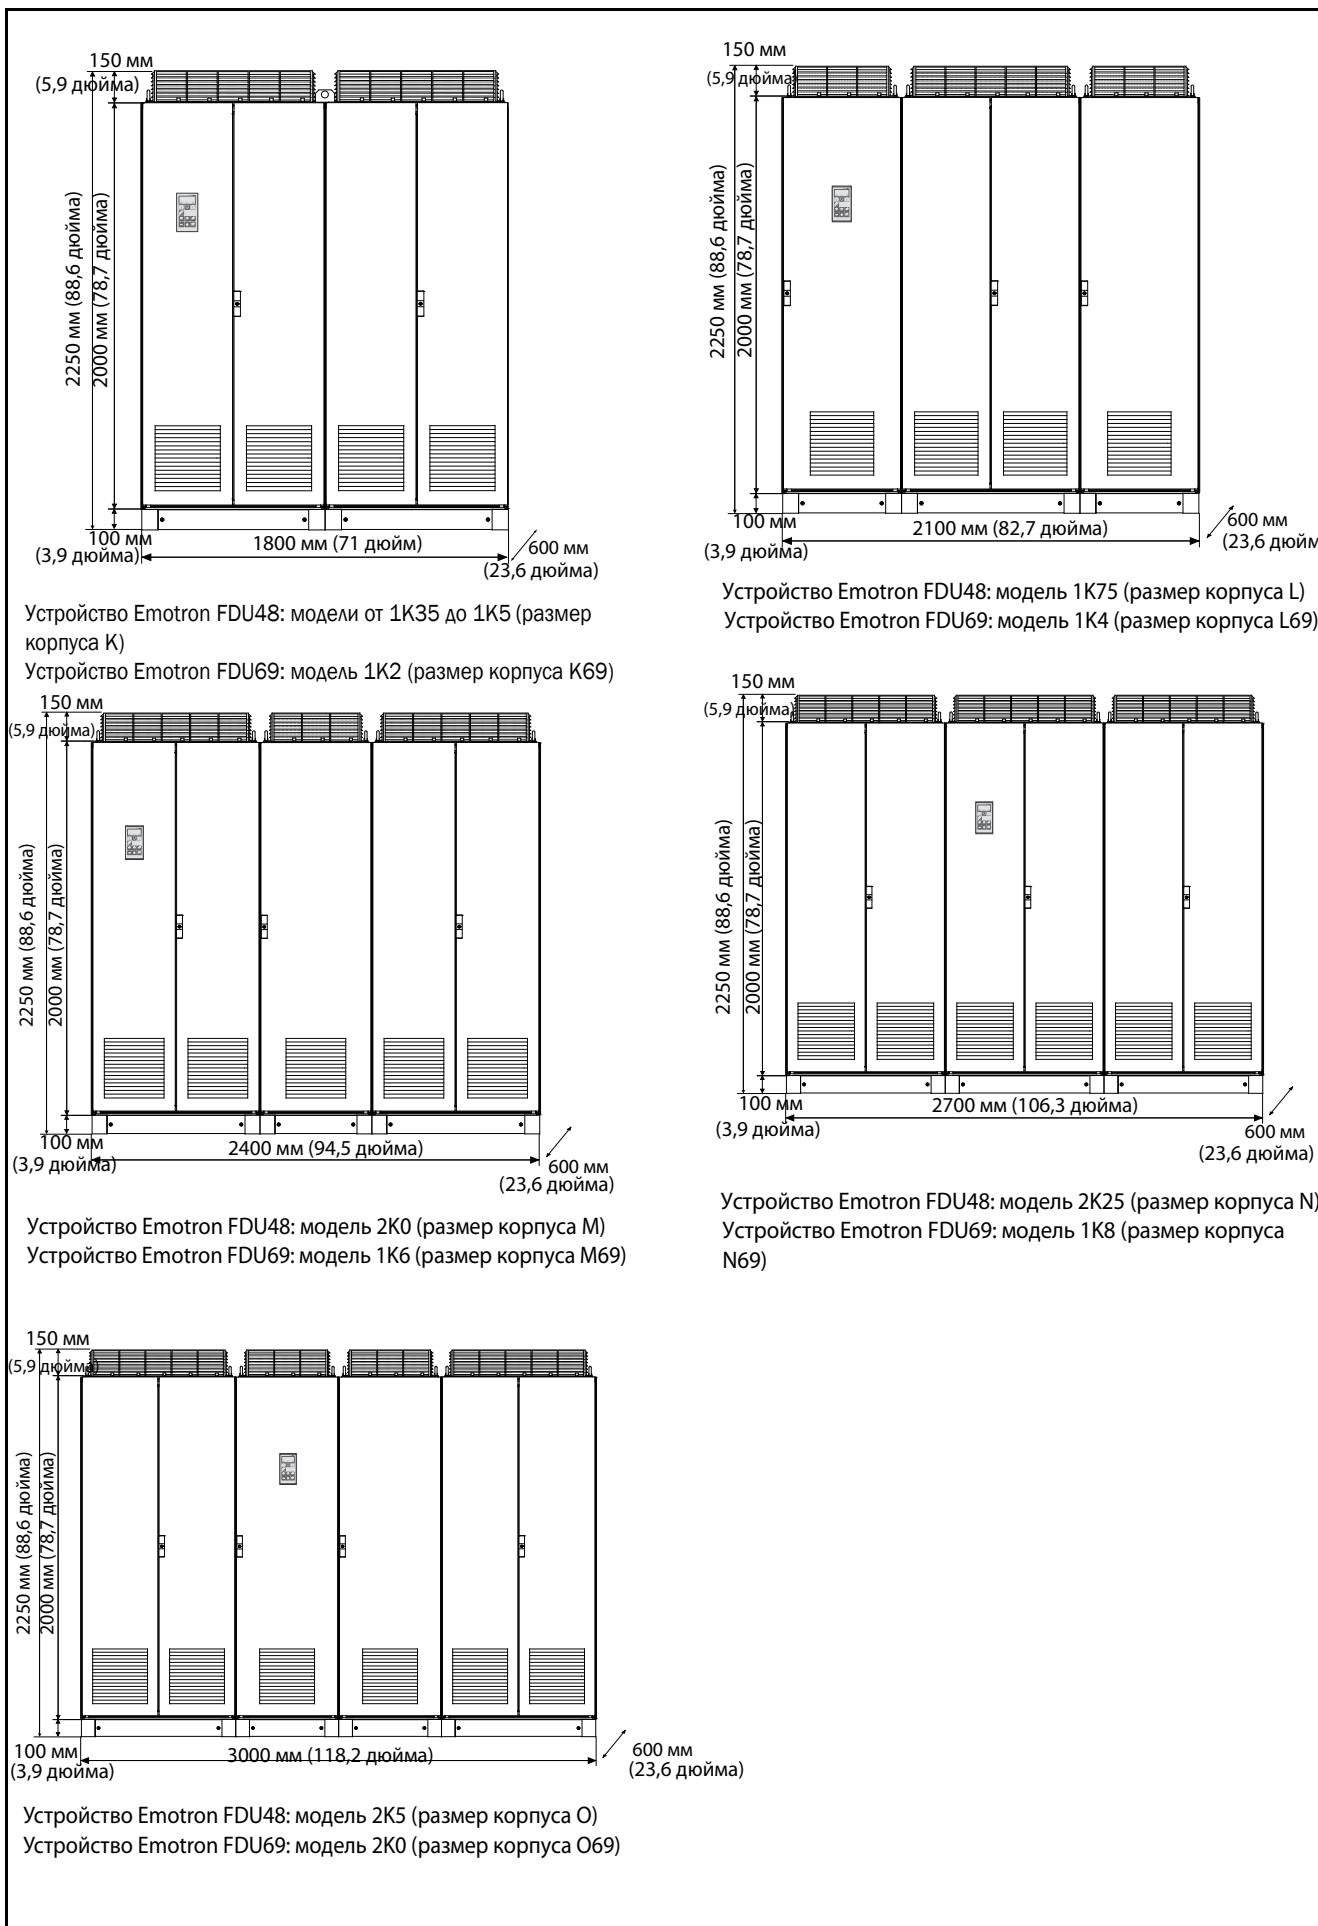 150 мм
(5,9 дюйма)
2250 мм (88,6 дюйма)
2000 мм (78,7 дюйма)
100 мм
(3,9 дюйма)
1800 мм (71 дюйм)
600 мм
(23,6 дюйма)
Устройство Emotron FDU48: модели от 1K35 до 1K5 (размер
корпуса K)
Устройство Emotron FDU69: модель 1K2 (размер корпуса K69)
150 мм
(5,9 дюйма)
2250 мм (88,6 дюйма)
2000 мм (78,7 дюйма)
100 мм
(3,9 дюйма)
2100 мм (82,7 дюйма)
600 мм
(23,6 дюйм
Устройство Emotron FDU48: модель 1K75 (размер корпуса L)
Устройство Emotron FDU69: модель 1K4 (размер корпуса L69)
150 мм
(5,9 дюйма)
2250 мм (88,6 дюйма)
2000 мм (78,7 дюйма)
100 мм
(3,9 дюйма)
2400 мм (94,5 дюйма)
600 мм
(23,6 дюйма)
Устройство Emotron FDU48: модель 2K0 (размер корпуса M)
Устройство Emotron FDU69: модель 1K6 (размер корпуса M69)
150 мм
(5,9 дюйма)
2250 мм (88,6 дюйма)
2000 мм (78,7 дюйма)
100 мм
(3,9 дюйма)
2700 мм (106,3 дюйма)
600 мм
(23,6 дюйма)
Устройство Emotron FDU48: модель 2K25 (размер корпуса N)
Устройство Emotron FDU69: модель 1K8 (размер корпуса
N69)
150 мм
(5,9 дюйма)
2250 мм (88,6 дюйма)
2000 мм (78,7 дюйма)
100 мм
(3,9 дюйма)
3000 мм (118,2 дюйма)
600 мм
(23,6 дюйма)
Устройство Emotron FDU48: модель 2K5 (размер корпуса O)
Устройство Emotron FDU69: модель 2K0 (размер корпуса O69)